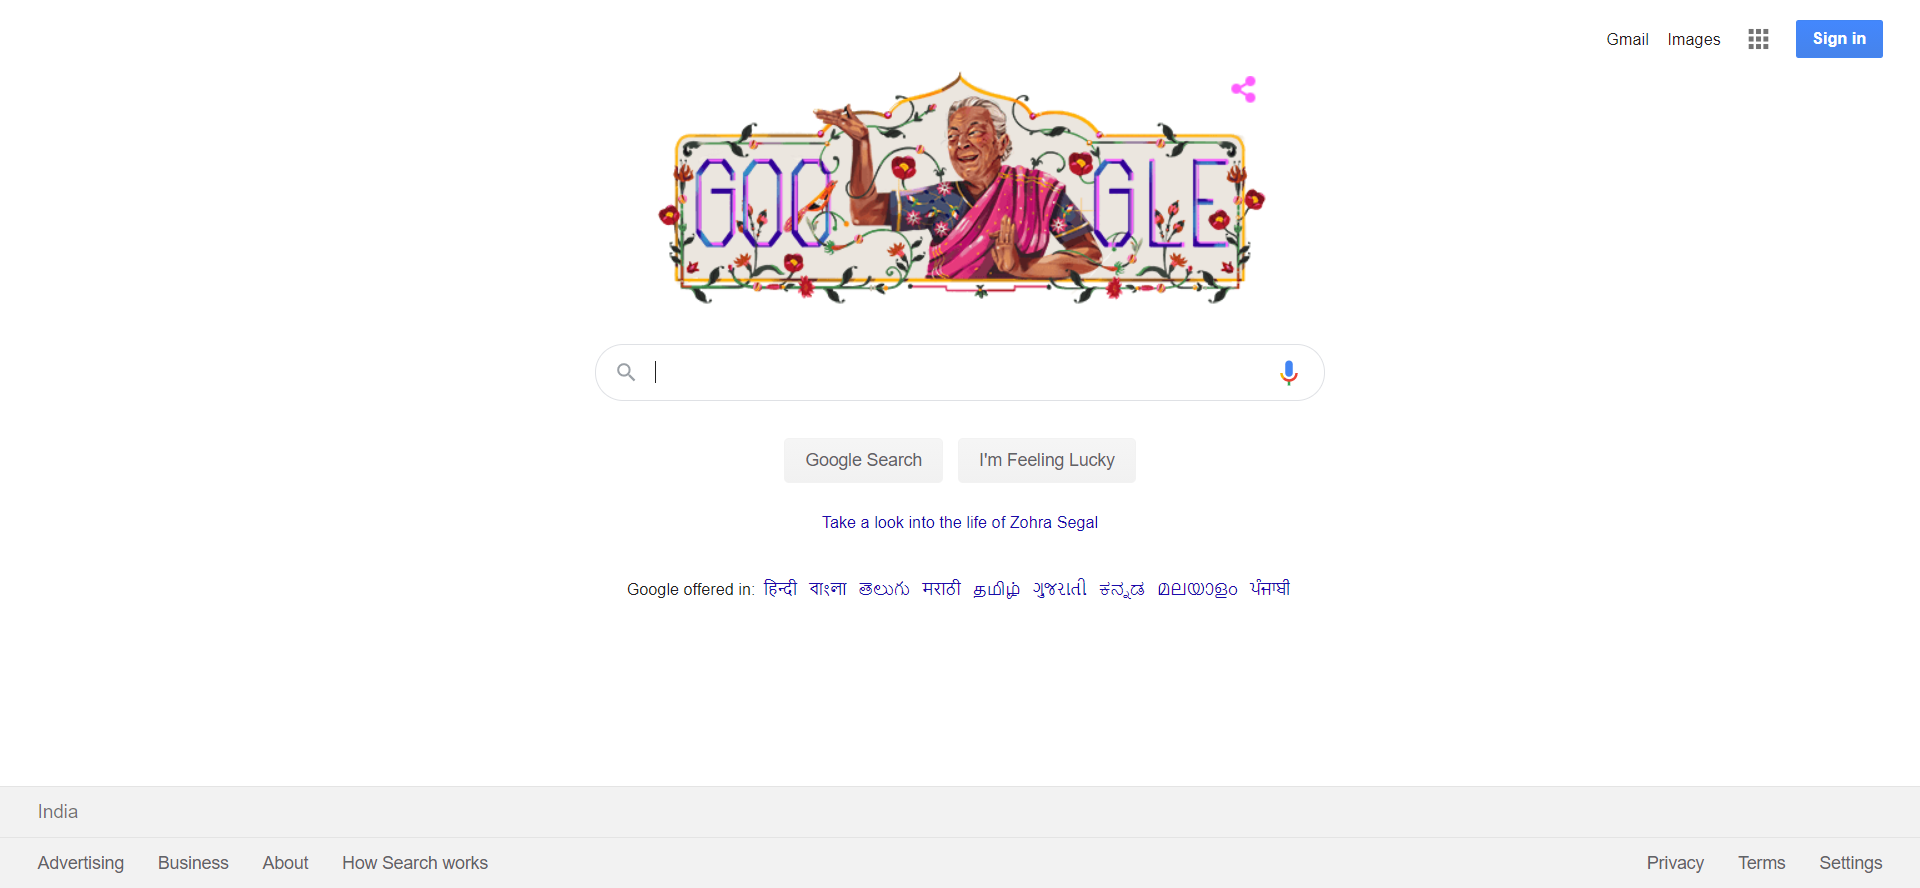 Gmail Images Sign in
GOOGLE
Google Search I'm Feeling Lucky
Take a look into the life of Zohra Segal
Google offered in: हिन्दी বাংলা తెలుగు मराठी தமிழ் ગુજરાતી ಕನ್ನಡ മലയാളം ਪੰਜਾਬੀ
India
Advertising Business About How Search works Privacy Terms Settings